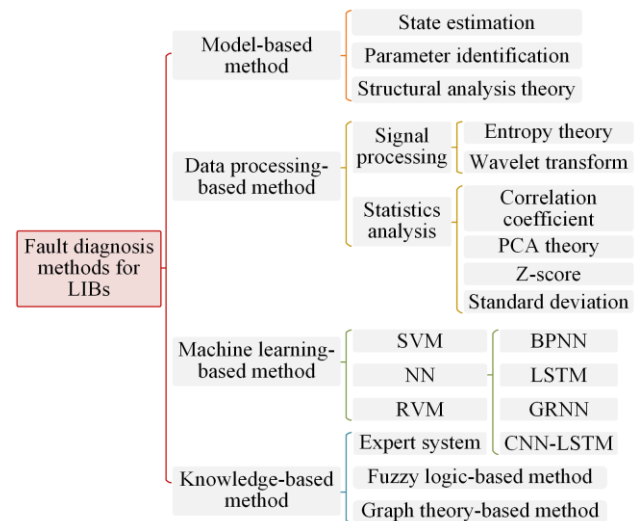 Fault diagnosis
methods for
LIBs
Model-based
method
State estimation
Parameter identification
Structural analysis theory
Data processing-
based method
Signal
processing
Entropy theory
Wavelet transform
Statistics
analysis
Correlation
coefficient
PCA theory
Z-score
Standard deviation
Machine learning-
based method
SVM
NN
RVM
BPNN
LSTM
GRNN
CNN-LSTM
Knowledge-based
method
Expert system
Fuzzy logic-based method
Graph theory-based method